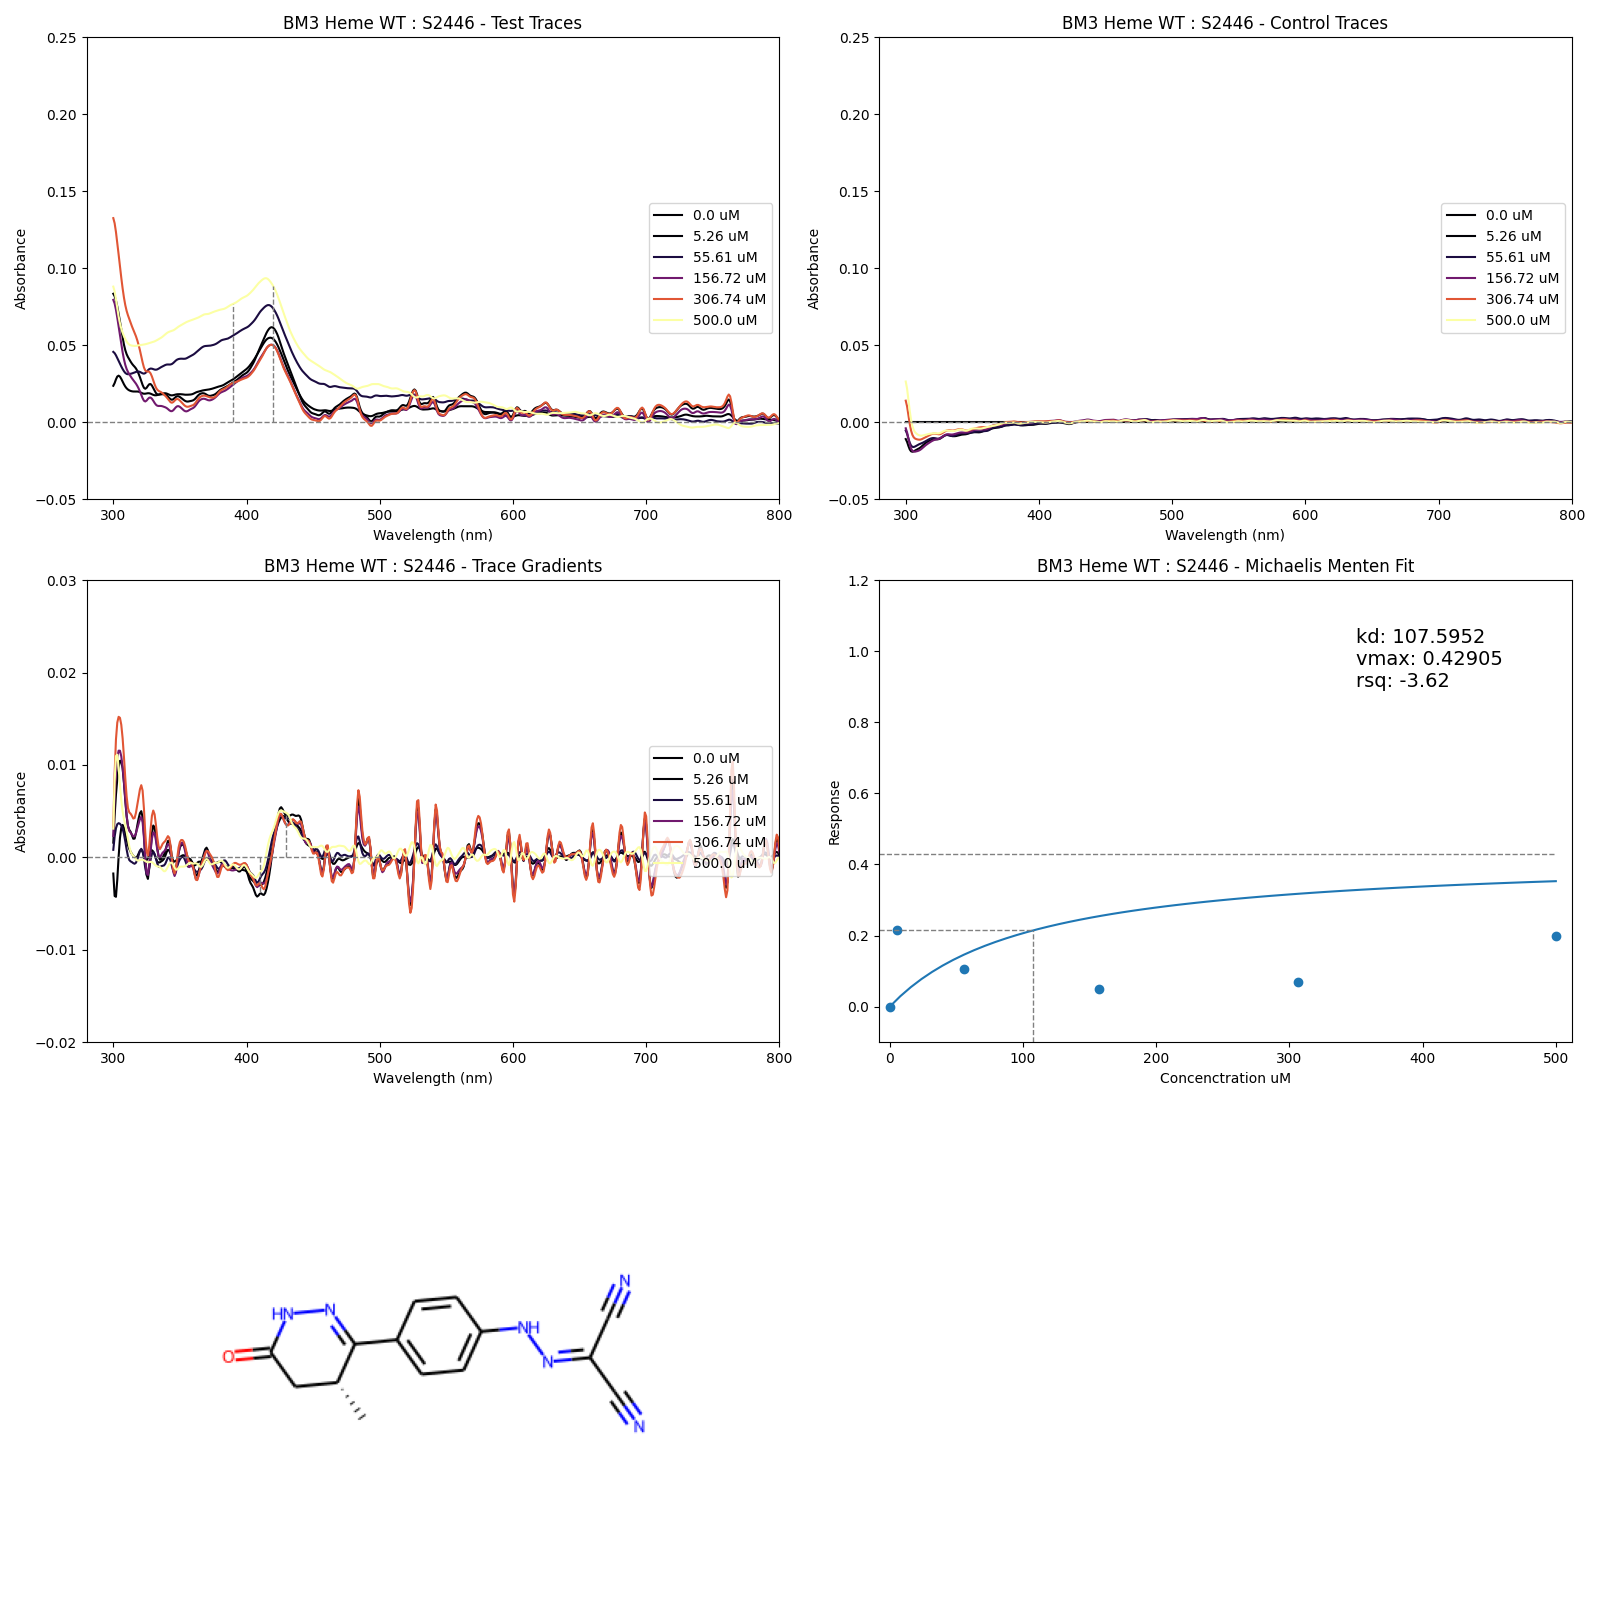 BM3 Heme WT : S2446 - Test Traces
0.25
0.20
0.15
0.10
0.05
0.00
−0.05
Absorbance
300 400 500 600 700 800
Wavelength (nm)
0.0 uM
5.26 uM
55.61 uM
156.72 uM
306.74 uM
500.0 uM
BM3 Heme WT : S2446 - Control Traces
0.25
0.20
0.15
0.10
0.05
0.00
−0.05
Absorbance
300 400 500 600 700 800
Wavelength (nm)
0.0 uM
5.26 uM
55.61 uM
156.72 uM
306.74 uM
500.0 uM
BM3 Heme WT : S2446 - Trace Gradients
0.03
0.02
0.01
0.00
−0.01
−0.02
Absorbance
300 400 500 600 700 800
Wavelength (nm)
0.0 uM
5.26 uM
55.61 uM
156.72 uM
306.74 uM
500.0 uM
BM3 Heme WT : S2446 - Michaelis Menten Fit
1.2
1.0
0.8
0.6
0.4
0.2
0.0
Response
0 100 200 300 400 500
Concenctration uM
kd: 107.5952
vmax: 0.42905
rsq: -3.62
HN
N
O
NH
N
N
N